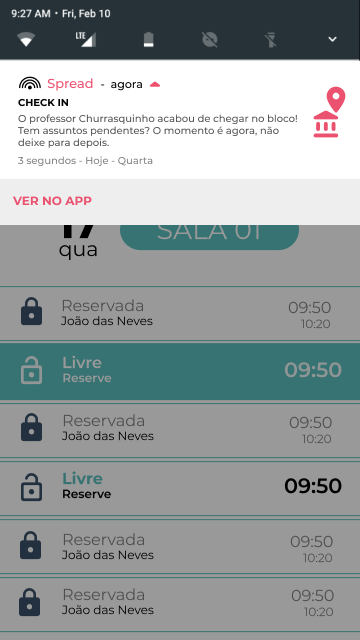 9:27 AM • Fri, Feb 10
LTE
Spread - agora
CHECK IN
O professor Churrasquinho acabou de chegar no bloco!
Tem assuntos pendentes? O momento é agora, não
deixe para depois.
3 segundos - Hoje - Quarta
VER NO APP
17
SALA 01
qua
Reservada 09:50
João das Neves 10:20
Livre 09:50
Reserve
Reservada 09:50
João das Neves 10:20
Livre 09:50
Reserve
Reservada 09:50
João das Neves 10:20
Reservada 09:50
João das Neves 10:20